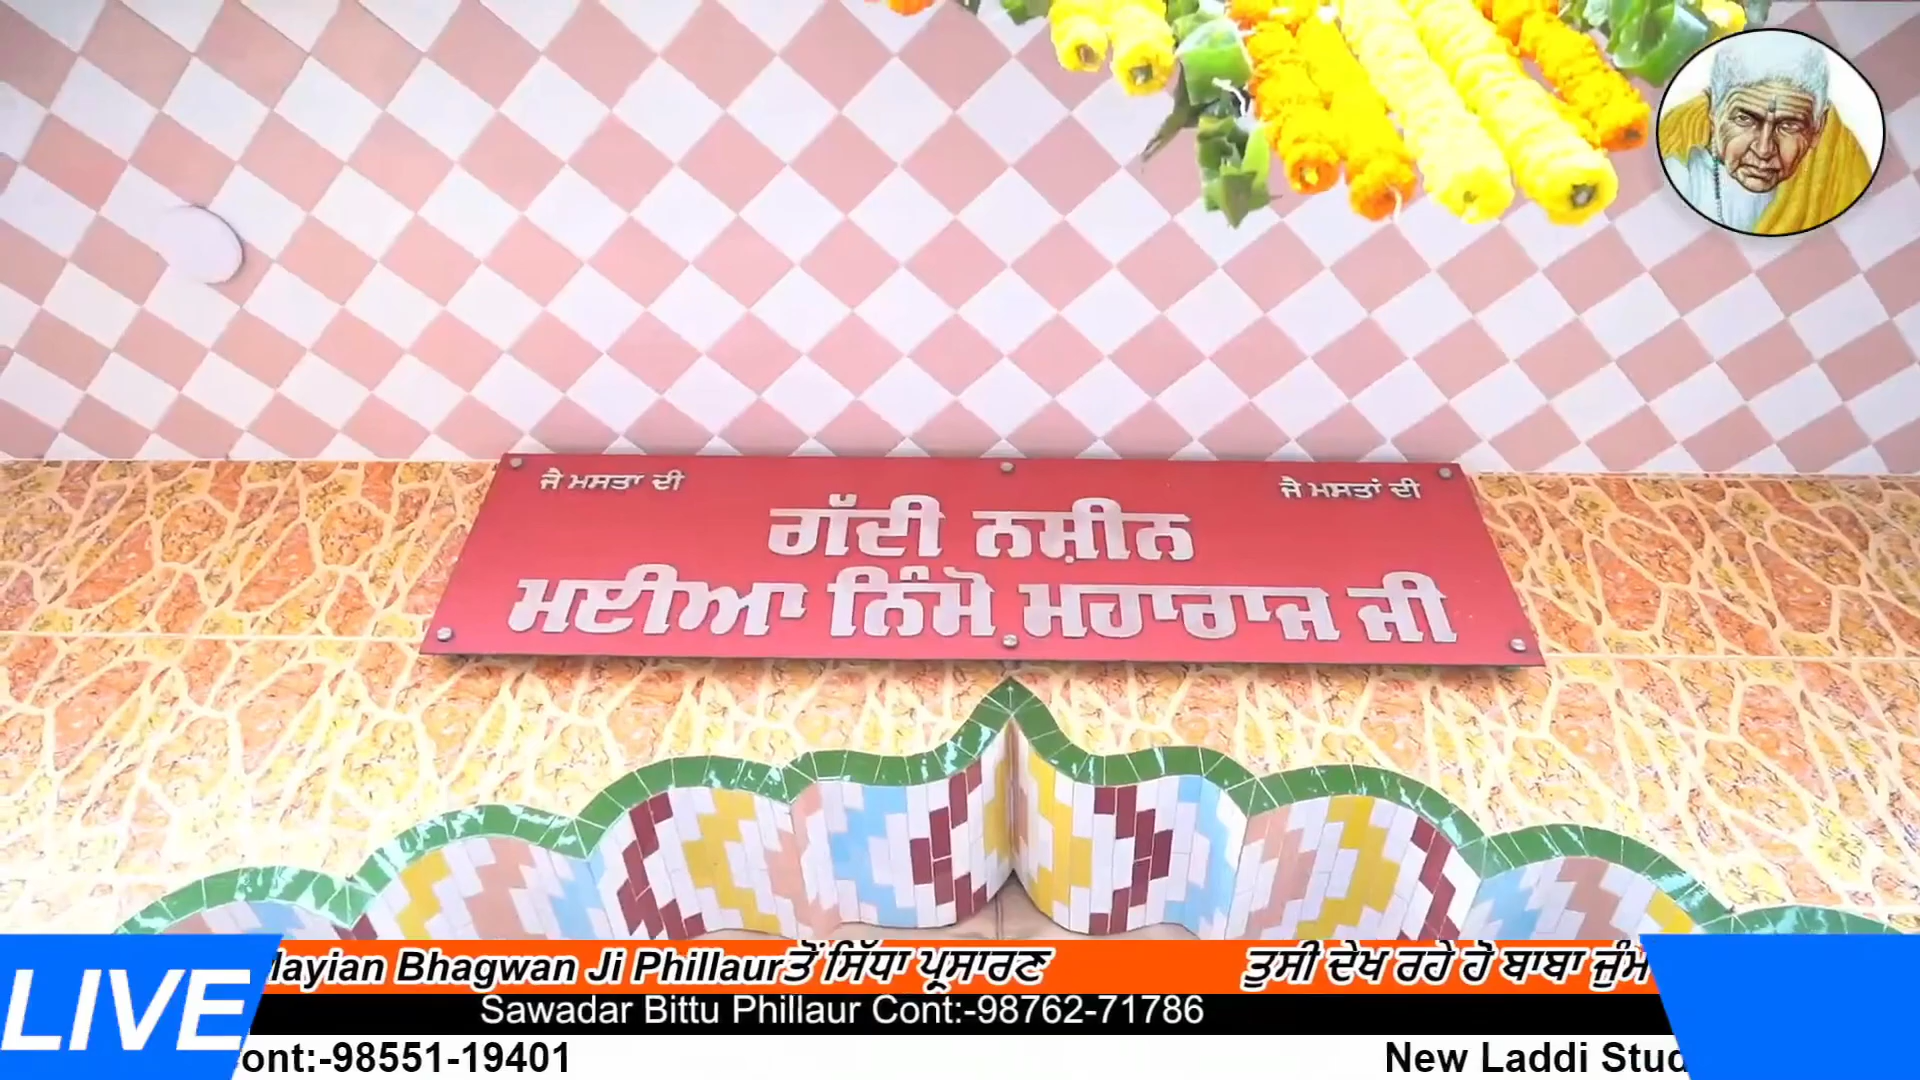 ਜੈ ਮਸਤਾਂ ਦੀ
ਜੈ ਮਸਤਾਂ ਦੀ
ਗੱਦੀ ਨਸ਼ੀਨ
ਮਈਆ ਨਿੰਮੋ ਮਹਾਰਾਜ ਜੀ
LIVE
layian Bhagwan Ji Phillaurਤੋਂ ਸਿੱਧਾ ਪ੍ਰਸਾਰਣ ਤੁਸੀ ਦੇਖ ਰਹੇ ਹੋ ਬਾਬਾ ਜੁੰਮ
Sawadar Bittu Phillaur Cont:-98762-71786
ont:-98551-19401 New Laddi Stud